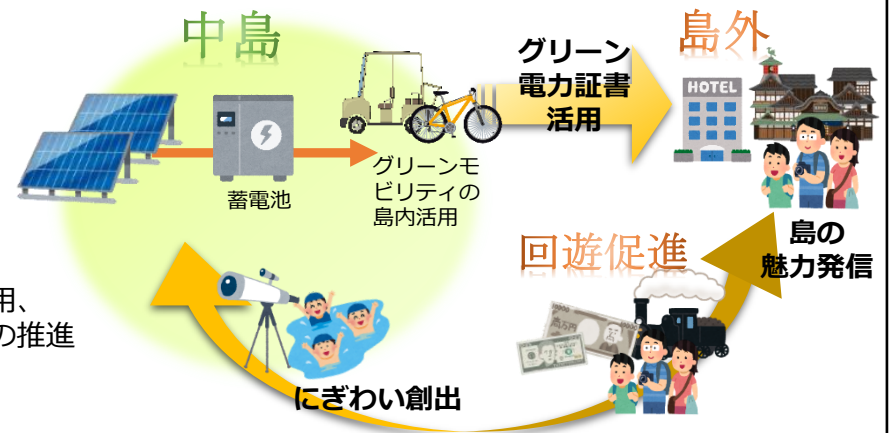 中島
島外
グリーン
電力証書
活用
HOTEL
蓄電池
グリーンモ
ビリティの
島内活用
回遊促進
島の
魅力発信
用、
の推進
にぎわい創出